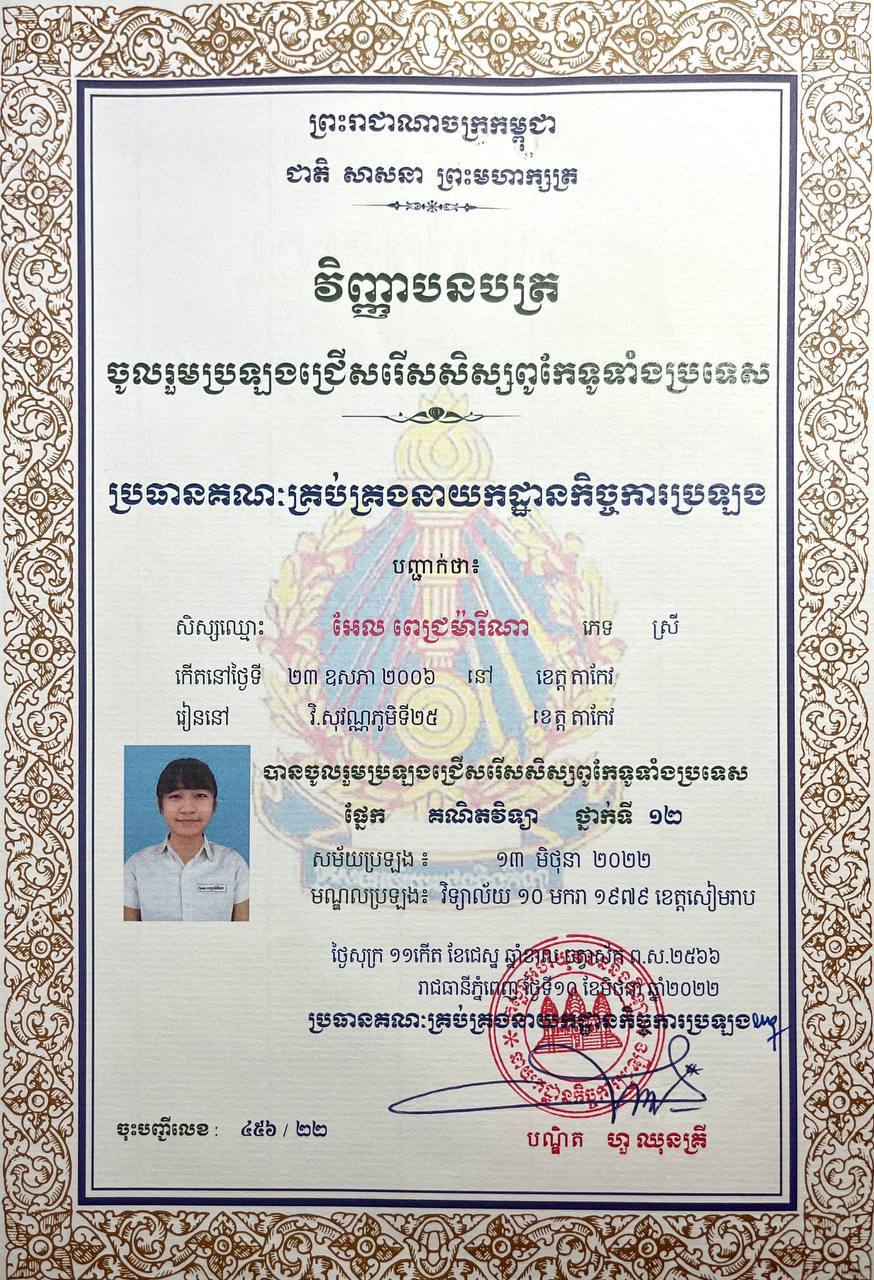 ព្រះរាជាណាចក្រកម្ពុជា
ជាតិ សាសនា ព្រះមហាក្សត្រ
វិញ្ញាបនបត្រ
ចូលរួមប្រឡងជ្រើសរើសសិស្សពូកែទូទាំងប្រទេស
ប្រធានគណៈគ្រប់គ្រងនាយកដ្ឋានកិច្ចការប្រឡង
បញ្ជាក់ថា៖
សិស្សឈ្មោះ អែល ពេជ្រម៉ារីណា ភេទ ស្រី
កើតនៅថ្ងៃទី ២៣ ឧសភា ២០០៦ នៅ ខេត្ត តាកែវ
រៀននៅ វិ.សុវណ្ណភូមិទី២៥ ខេត្ត តាកែវ
បានចូលរួមប្រឡងជ្រើសរើសសិស្សពូកែទូទាំងប្រទេស
ផ្នែក គណិតវិទ្យា ថ្នាក់ទី ១២
សម័យប្រឡង ៖ ១៣ មិថុនា ២០២២
មណ្ឌលប្រឡង៖ វិទ្យាល័យ ១០ មករា ១៩៧៩ ខេត្តសៀមរាប
ថ្ងៃសុក្រ ១១កើត ខែជេស្ឋ ឆ្នាំខាល ចត្វាស័ក ព.ស.២៥៦៦
រាជធានីភ្នំពេញ ថ្ងៃទី១០ ខែមិថុនា ឆ្នាំ២០២២
ប្រធានគណៈគ្រប់គ្រងនាយកដ្ឋានកិច្ចការប្រឡង
នាយកដ្ឋានកិច្ចការប្រឡង
ចុះបញ្ជីលេខ : ៤៥៦ / ២២
បណ្ឌិត ហួ ឈុនគ្រី